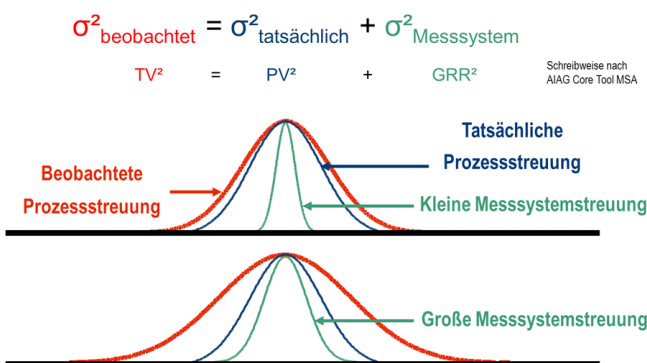 σ²beobachtet = σ²tatsächlich + σ²Messsystem
TV² = PV² + GRR²
Schreibweise nach
AIAG Core Tool MSA
Tatsächliche
Prozessstreuung
Beobachtete
Prozessstreuung
Kleine Messsystemstreuung
Große Messsystemstreuung